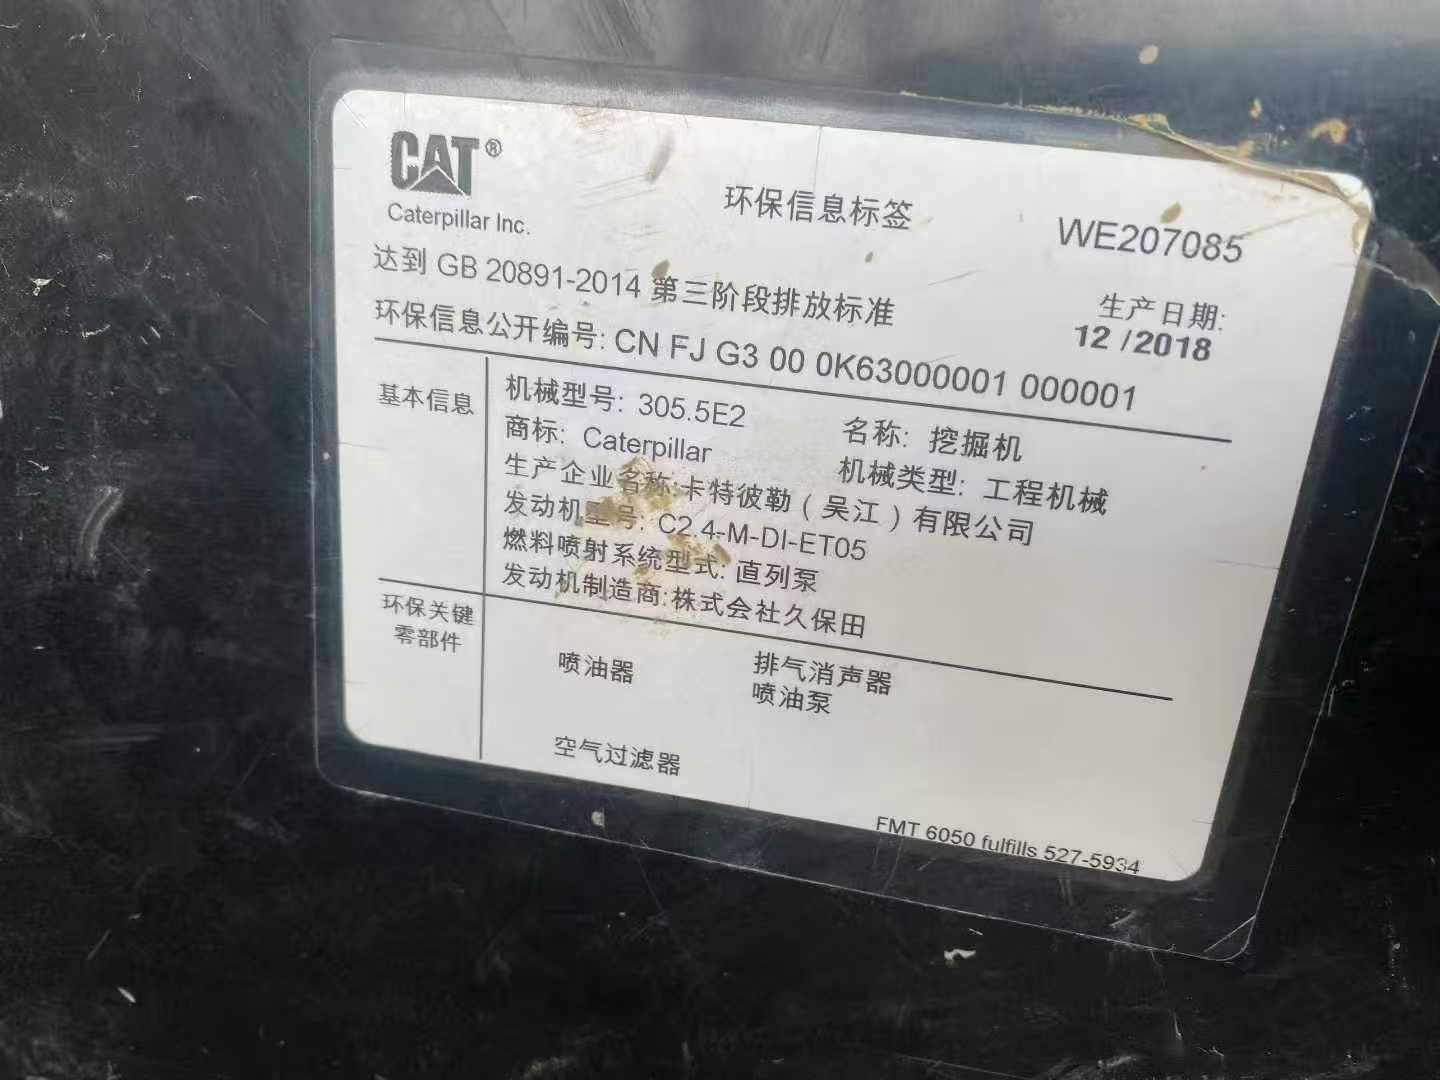 CAT®
Caterpillar Inc.
环保信息标签
WE207085
达到 GB 20891-2014 第三阶段排放标准
生产日期:
12 /2018
环保信息公开编号: CN FJ G3 00 0K63000001 000001
基本信息
机械型号: 305.5E2 名称: 挖掘机
商标: Caterpillar 机械类型: 工程机械
生产企业名称:卡特彼勒（吴江）有限公司
发动机型号: C2.4-M-DI-ET05
燃料喷射系统型式: 直列泵
发动机制造商:株式会社久保田
环保关键
零部件
喷油器 排气消声器
喷油泵
空气过滤器
FMT 6050 fulfills 527-5934